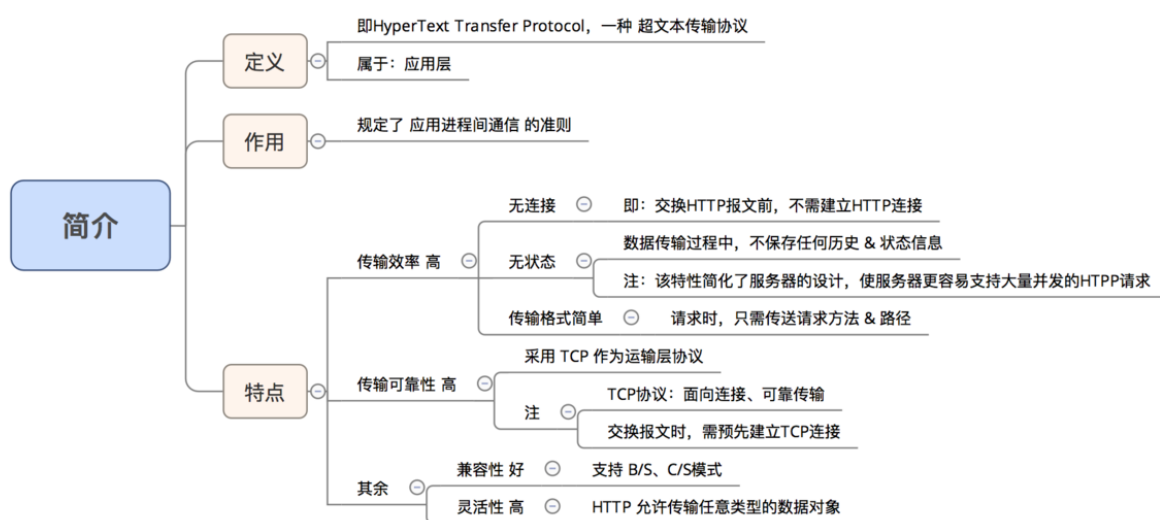 简介
定义
即HyperText Transfer Protocol，一种 超文本传输协议
属于：应用层
作用
规定了 应用进程间通信 的准则
特点
传输效率 高
无连接
即：交换HTTP报文前，不需建立HTTP连接
无状态
数据传输过程中，不保存任何历史 & 状态信息
注：该特性简化了服务器的设计，使服务器更容易支持大量并发的HTPP请求
传输格式简单
请求时，只需传送请求方法 & 路径
传输可靠性 高
采用 TCP 作为运输层协议
注
TCP协议：面向连接、可靠传输
交换报文时，需预先建立TCP连接
其余
兼容性 好
支持 B/S、C/S模式
灵活性 高
HTTP 允许传输任意类型的数据对象